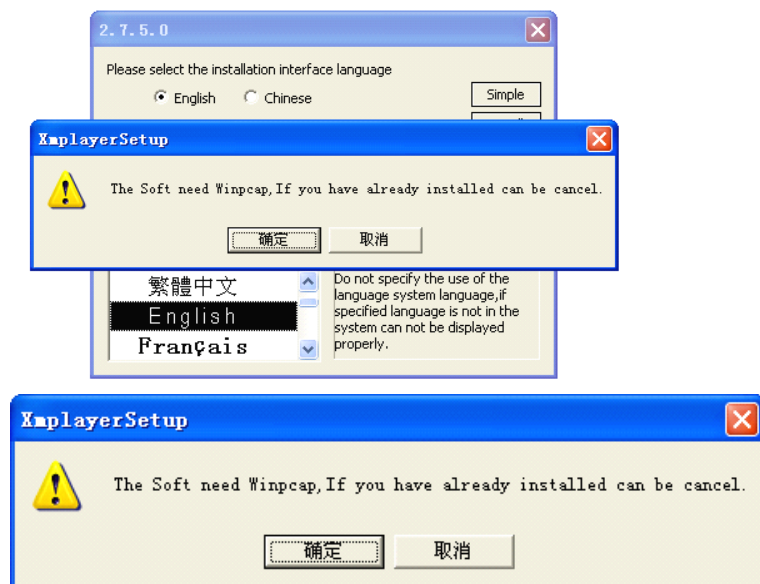 2.7.5.0
Please select the installation interface language
English
Chinese
Simple
XmplayerSetup
The Soft need Winpcap,If you have already installed can be cancel.
确定
取消
繁體中文
English
Français
Do not specify the use of the
language system language,if
specified language is not in the
system can not be displayed
properly.
XmplayerSetup
The Soft need Winpcap,If you have already installed can be cancel.
确定
取消